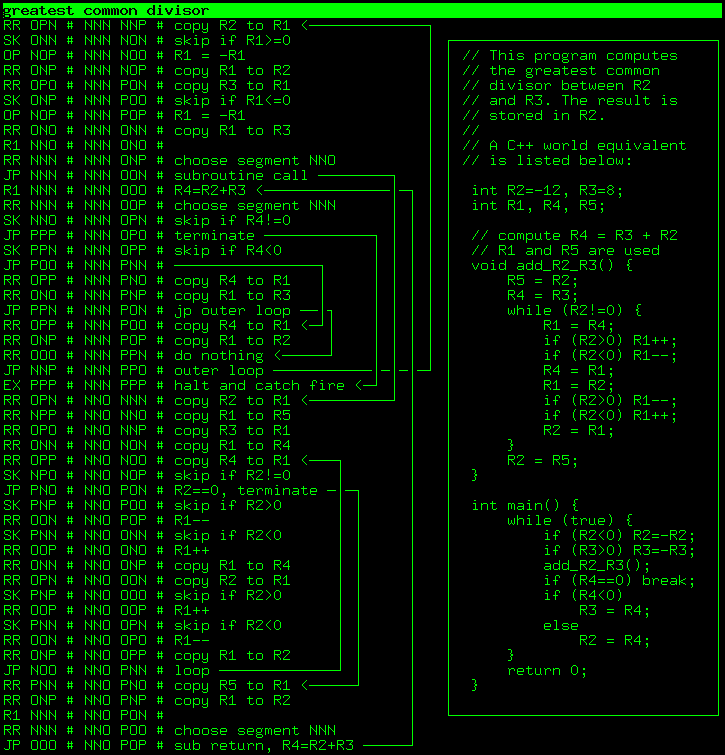 greatest common divisor
RR OPN # NNN NNP # copy R2 to R1 <
SK ONN # NNN NON # skip if R1>=0
OP NOP # NNN NOO # R1 = -R1
RR ONP # NNN NOP # copy R1 to R2
RR OPO # NNN NPN # copy R3 to R1
SK ONP # NNN NPO # skip if R1<=0
OP NOP # NNN NPP # R1 = -R1
RR ONO # NNN ONN # copy R1 to R3
R1 NNO # NNN ONO #
RR NNN # NNN ONP # choose segment NNO
JP NNN # NNN OON # subroutine call
R1 NNN # NNN OOO # R4=R2+R3 <
RR NNN # NNN OOP # choose segment NNN
SK NNO # NNN OPN # skip if R4!=0
JP PPP # NNN OPO # terminate
SK PPN # NNN OPP # skip if R4<0
JP POO # NNN PNN #
RR OPP # NNN PNO # copy R4 to R1
RR ONO # NNN PNP # copy R1 to R3
JP PPN # NNN PON # jp outer loop
RR OPP # NNN POO # copy R4 to R1 <
RR ONP # NNN POP # copy R1 to R2
RR OOO # NNN PPN # do nothing <
JP NNP # NNN PPO # outer loop
EX PPP # NNN PPP # halt and catch fire <
RR OPN # NNO NNN # copy R2 to R1 <
RR NPP # NNO NNO # copy R1 to R5
RR OPO # NNO NNP # copy R3 to R1
RR ONN # NNO NON # copy R1 to R4
RR OPP # NNO NOO # copy R4 to R1 <
SK NPO # NNO NOP # skip if R2!=0
JP PNO # NNO NPN # R2==0, terminate
SK PNP # NNO NPO # skip if R2>0
RR OON # NNO NPP # R1--
SK PNN # NNO ONN # skip if R2<0
RR OOP # NNO ONO # R1++
RR ONN # NNO ONP # copy R1 to R4
RR OPN # NNO OON # copy R2 to R1
SK PNP # NNO OOO # skip if R2>0
RR OOP # NNO OOP # R1++
SK PNN # NNO OPN # skip if R2<0
RR OON # NNO OPO # R1--
RR ONP # NNO OPP # copy R1 to R2
JP NOO # NNO PNN # loop
RR PNN # NNO PNO # copy R5 to R1 <
RR ONP # NNO PNP # copy R1 to R2
R1 NNN # NNO PON #
RR NNN # NNO POO # choose segment NNN
JP OOO # NNO POP # sub return, R4=R2+R3
// This program computes
// the greatest common
// divisor between R2
// and R3. The result is
// stored in R2.
//
// A C++ world equivalent
// is listed below:
int R2=-12, R3=8;
int R1, R4, R5;
// compute R4 = R3 + R2
// R1 and R5 are used
void add_R2_R3() {
R5 = R2;
R4 = R3;
while (R2!=0) {
R1 = R4;
if (R2>0) R1++;
if (R2<0) R1--;
R4 = R1;
R1 = R2;
if (R2>0) R1--;
if (R2<0) R1++;
R2 = R1;
}
R2 = R5;
}
int main() {
while (true) {
if (R2<0) R2=-R2;
if (R3>0) R3=-R3;
add_R2_R3();
if (R4==0) break;
if (R4<0)
R3 = R4;
else
R2 = R4;
}
return 0;
}